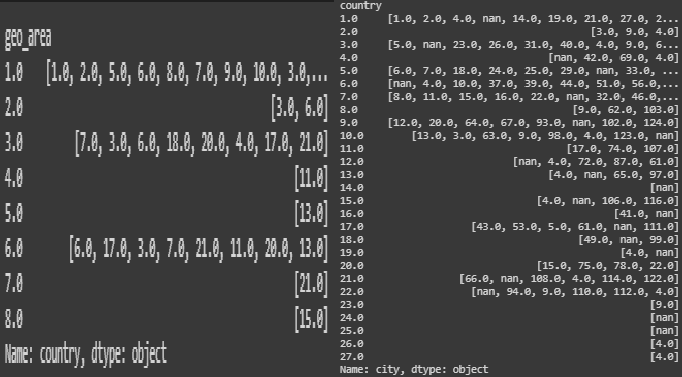 geo_area
1.0 [1.0, 2.0, 5.0, 6.0, 8.0, 7.0, 9.0, 10.0, 3.0,...
2.0 [3.0, 6.0]
3.0 [7.0, 3.0, 6.0, 18.0, 20.0, 4.0, 17.0, 21.0]
4.0 [11.0]
5.0 [13.0]
6.0 [6.0, 17.0, 3.0, 7.0, 21.0, 11.0, 20.0, 13.0]
7.0 [21.0]
8.0 [15.0]
Name: country, dtype: object
country
1.0 [1.0, 2.0, 4.0, nan, 14.0, 19.0, 21.0, 27.0, 2...
2.0 [3.0, 9.0, 4.0]
3.0 [5.0, nan, 23.0, 26.0, 31.0, 40.0, 4.0, 9.0, 6...
4.0 [nan, 42.0, 69.0, 4.0]
5.0 [6.0, 7.0, 18.0, 24.0, 25.0, 29.0, nan, 33.0, ...
6.0 [nan, 4.0, 10.0, 37.0, 39.0, 44.0, 51.0, 56.0,...
7.0 [8.0, 11.0, 15.0, 16.0, 22.0, nan, 32.0, 46.0,...
8.0 [9.0, 62.0, 103.0]
9.0 [12.0, 20.0, 64.0, 67.0, 93.0, nan, 102.0, 124.0]
10.0 [13.0, 3.0, 63.0, 9.0, 98.0, 4.0, 123.0, nan]
11.0 [17.0, 74.0, 107.0]
12.0 [nan, 4.0, 72.0, 87.0, 61.0]
13.0 [4.0, nan, 65.0, 97.0]
14.0 [nan]
15.0 [4.0, nan, 106.0, 116.0]
16.0 [41.0, nan]
17.0 [43.0, 53.0, 5.0, 61.0, nan, 111.0]
18.0 [49.0, nan, 99.0]
19.0 [4.0, nan]
20.0 [15.0, 75.0, 78.0, 22.0]
21.0 [66.0, nan, 108.0, 4.0, 114.0, 122.0]
22.0 [nan, 94.0, 9.0, 110.0, 112.0, 4.0]
23.0 [9.0]
24.0 [nan]
25.0 [nan]
26.0 [4.0]
27.0 [4.0]
Name: city, dtype: object